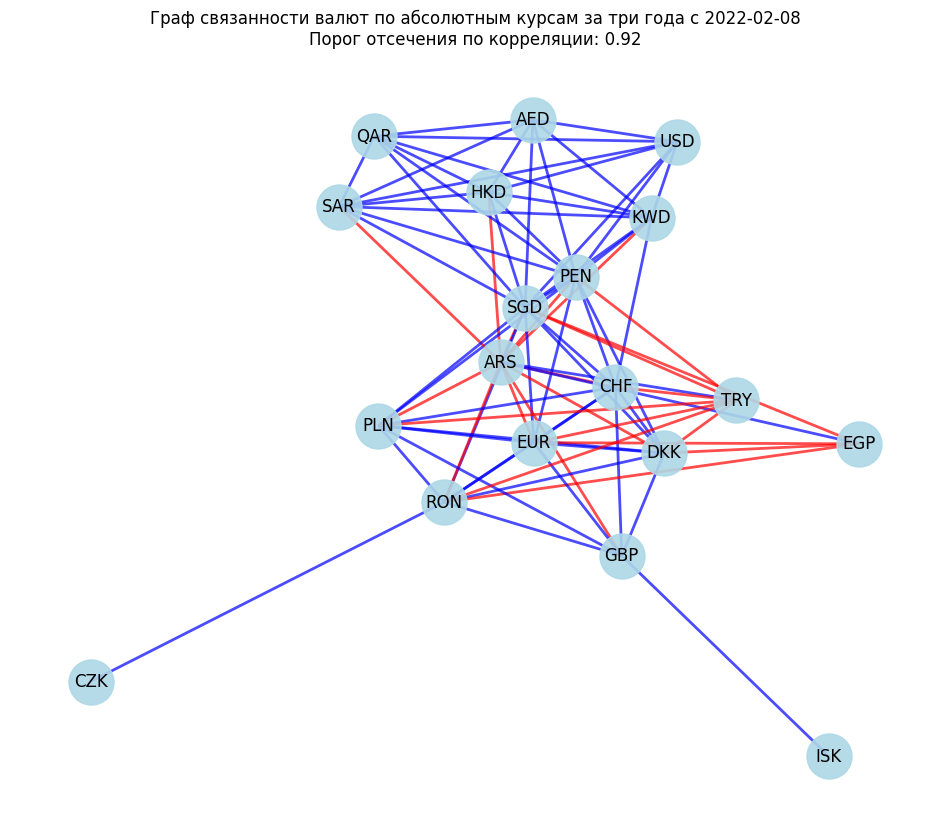 Граф связанности валют по абсолютным курсам за три года с 2022-02-08
Порог отсечения по корреляции: 0.92
AED
QAR
USD
HKD
SAR
KWD
PEN
SGD
ARS
CHF
TRY
PLN
EUR
EGP
DKK
RON
GBP
CZK
ISK